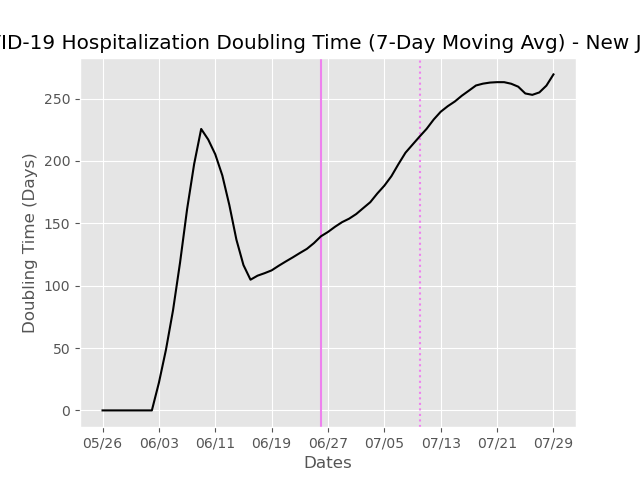 ID-19 Hospitalization Doubling Time (7-Day Moving Avg) - New J
250
200
150
100
50
0
Doubling Time (Days)
05/26 06/03 06/11 06/19 06/27 07/05 07/13 07/21 07/29
Dates